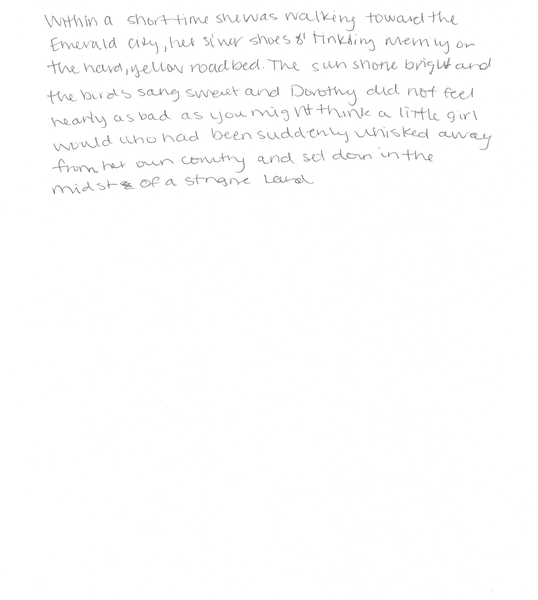 Within a short time she was walking toward the
Emerald City, her silver shoes tinkling merrily on
the hard, yellow roadbed. The sun shone bright and
the birds sang sweet and Dorothy did not feel
nearly as bad as you might think a little girl
would who had been suddenly whisked away
from her own country and set down in the
midst of a strange land